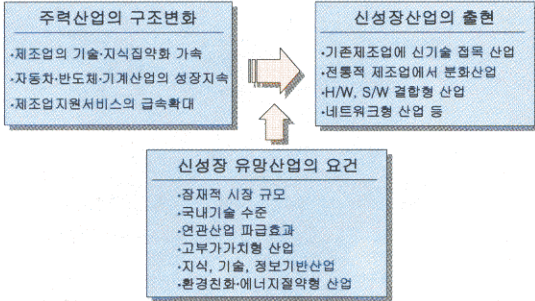 주력산업의 구조변화
·제조업의 기술·지식집약화 가속
·자동차·반도체·기계산업의 성장지속
·제조업지원서비스의 급속확대
신성장산업의 출현
·기존제조업에 신기술 접목 산업
·전통적 제조업에서 분화산업
·H/W, S/W 결합형 산업
·네트워크형 산업 등
신성장 유망산업의 요건
·잠재적 시장 규모
·국내기술 수준
·연관산업 파급효과
·고부가가치형 산업
·지식, 기술, 정보기반산업
·환경친화·에너지절약형 산업